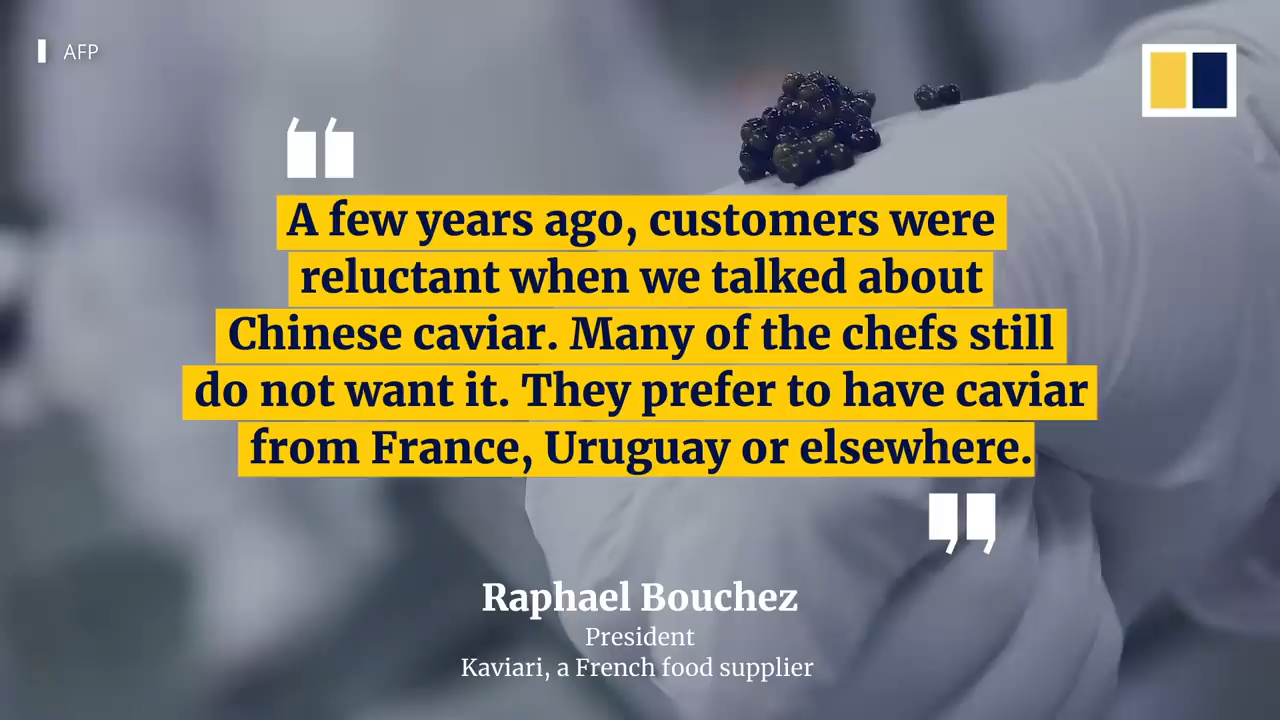 AFP
“
A few years ago, customers were
reluctant when we talked about
Chinese caviar. Many of the chefs still
do not want it. They prefer to have caviar
from France, Uruguay or elsewhere.
”
Raphael Bouchez
President
Kaviari, a French food supplier